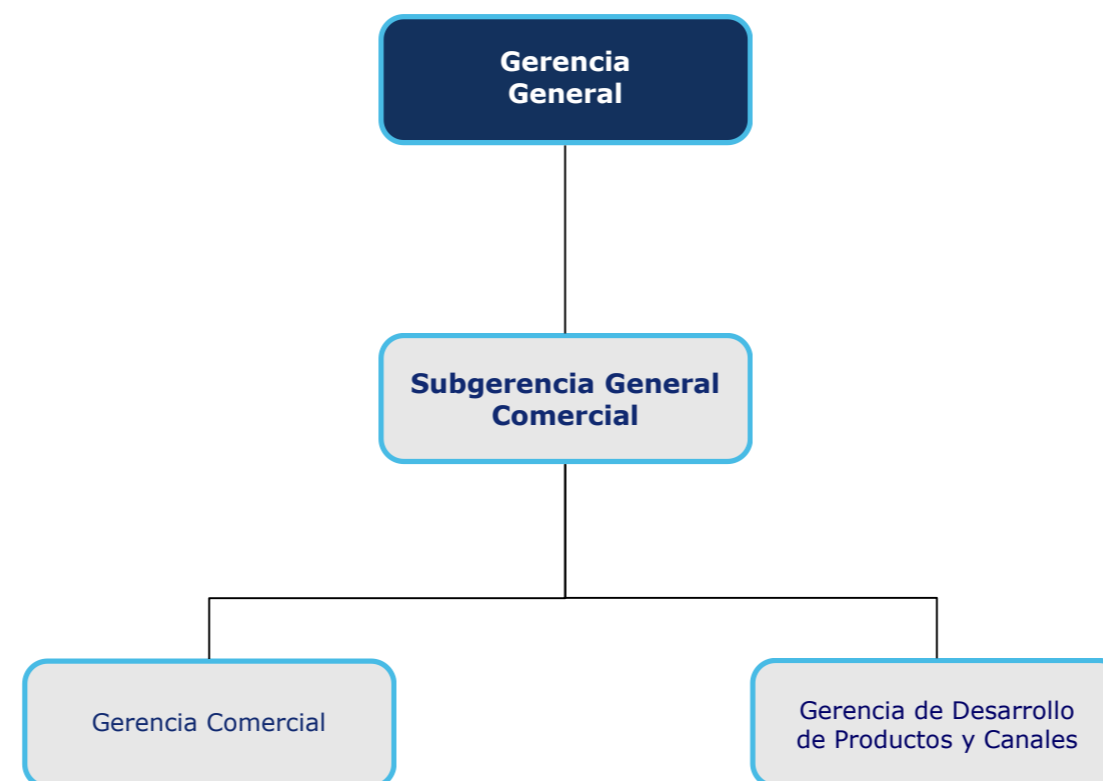 Gerencia
General
Subgerencia General
Comercial
Gerencia Comercial
Gerencia de Desarrollo
de Productos y Canales